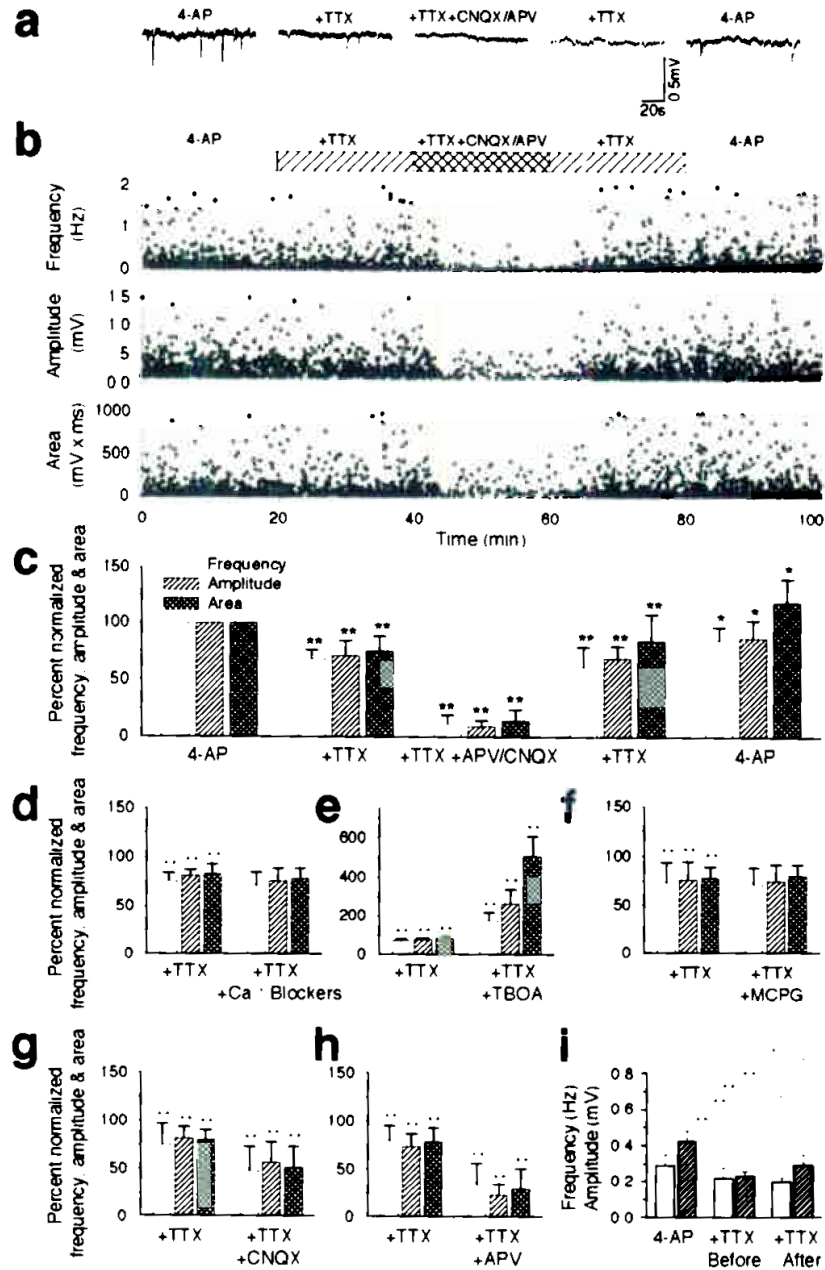 a
4-AP +TTX +TTX+CNQX/APV +TTX 4-AP
0 5mV
20s
b
4-AP +TTX +TTX+CNQX/APV +TTX 4-AP
Frequency
(Hz)
2
1
0
Amplitude
(mV)
1 5
1 0
5
0 0
Area
(mV x ms)
1000
500
0
0 20 40 60 80 100
Time (min)
c
Percent normalized
frequency, amplitude & area
150
100
50
0
Frequency
Amplitude
Area
** ** ** ** ** ** ** ** ** * * *
4-AP +TTX +TTX +APV/CNQX +TTX 4-AP
d
Percent normalized
frequency, amplitude & area
150
100
50
0
+TTX +TTX
+Ca Blockers
e
600
400
200
0
+TTX +TTX
+TBOA
f
150
100
50
0
+TTX +TTX
+MCPG
g
Percent normalized
frequency, amplitude & area
150
100
50
0
+TTX +TTX
+CNQX
h
150
100
50
0
+TTX +TTX
+APV
i
Frequency (Hz)
Amplitude (mV)
0 8
0 6
0 4
0 2
0 0
4-AP +TTX +TTX
Before After